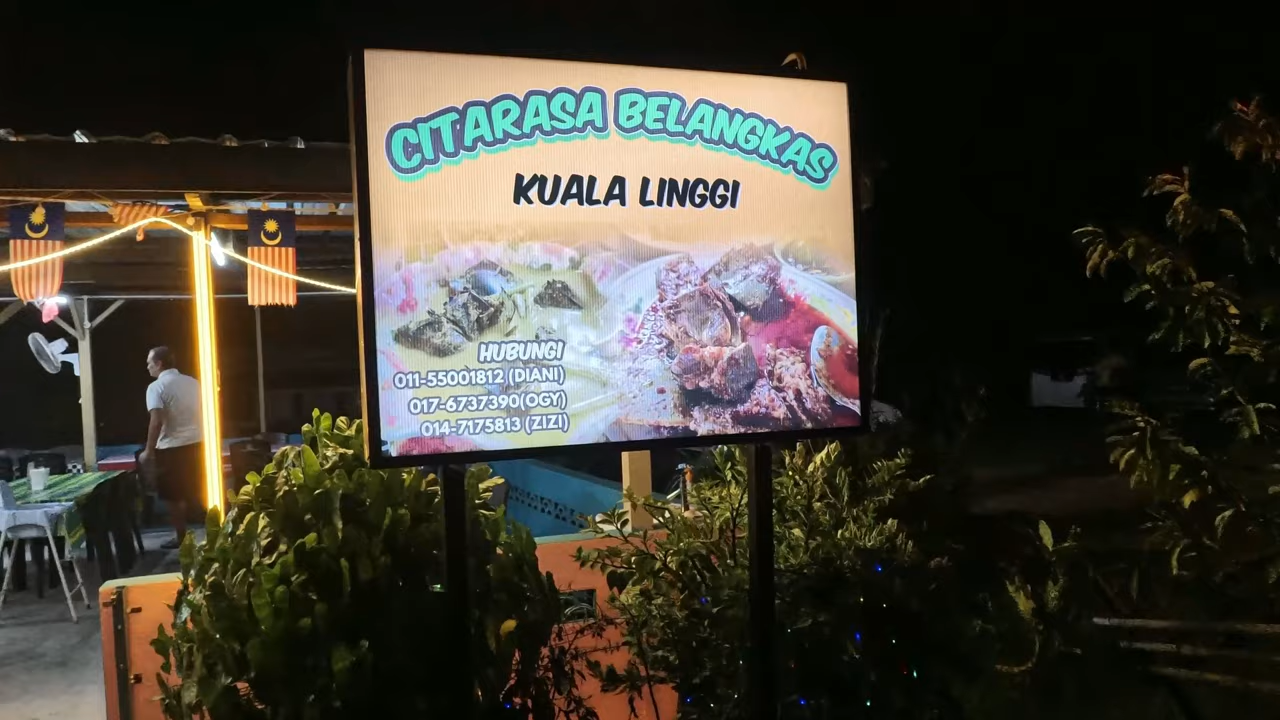 CITARASA BELANGKAS
KUALA LINGGI
HUBUNGI
011-55001812 (DIANI)
017-6737390(OGY)
014-7175813 (ZIZI)